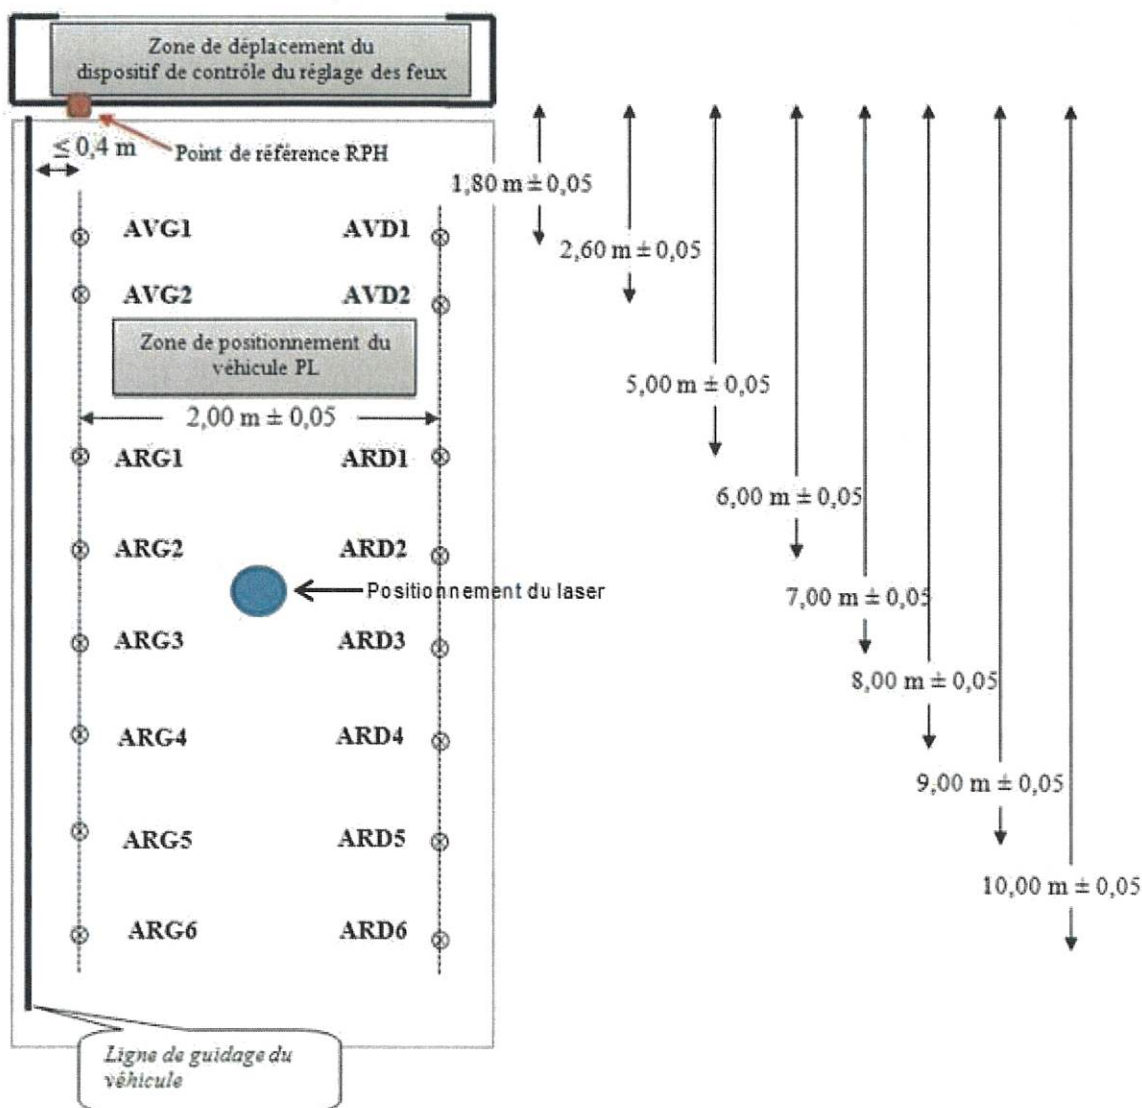 Zone de déplacement du
dispositif de contrôle du réglage des feux
≤ 0,4 m
Point de référence RPH
1,80 m ± 0,05
AVG1 AVD1
2,60 m ± 0,05
AVG2 AVD2
Zone de positionnement du
véhicule PL
5,00 m ± 0,05
2,00 m ± 0,05
ARG1 ARD1
6,00 m ± 0,05
ARG2 ARD2
Positionnement du laser
7,00 m ± 0,05
ARG3 ARD3
8,00 m ± 0,05
ARG4 ARD4
9,00 m ± 0,05
ARG5 ARD5
10,00 m ± 0,05
ARG6 ARD6
Ligne de guidage du
véhicule